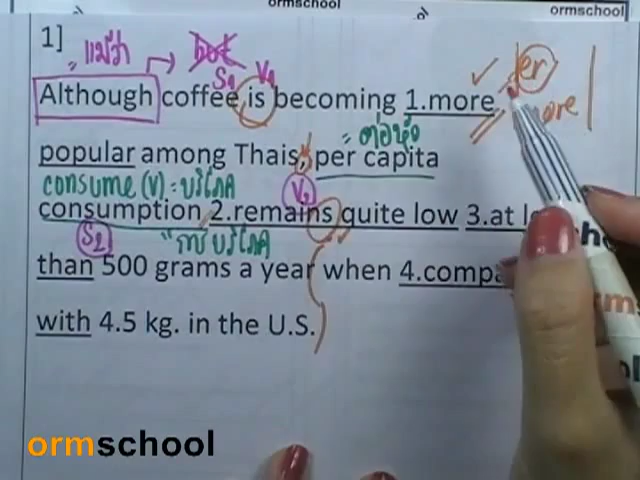 ormschool
ormschool
1]
= แม้ว่า but
S1 V1 er
Although coffee is becoming 1.more more
= ต่อหัว
popular among Thais, per capita
consume (v) = บริโภค V2
consumption 2.remains quite low 3.at
S2 = การบริโภค
than 500 grams a year when 4.comp
with 4.5 kg. in the U.S.
ormschool